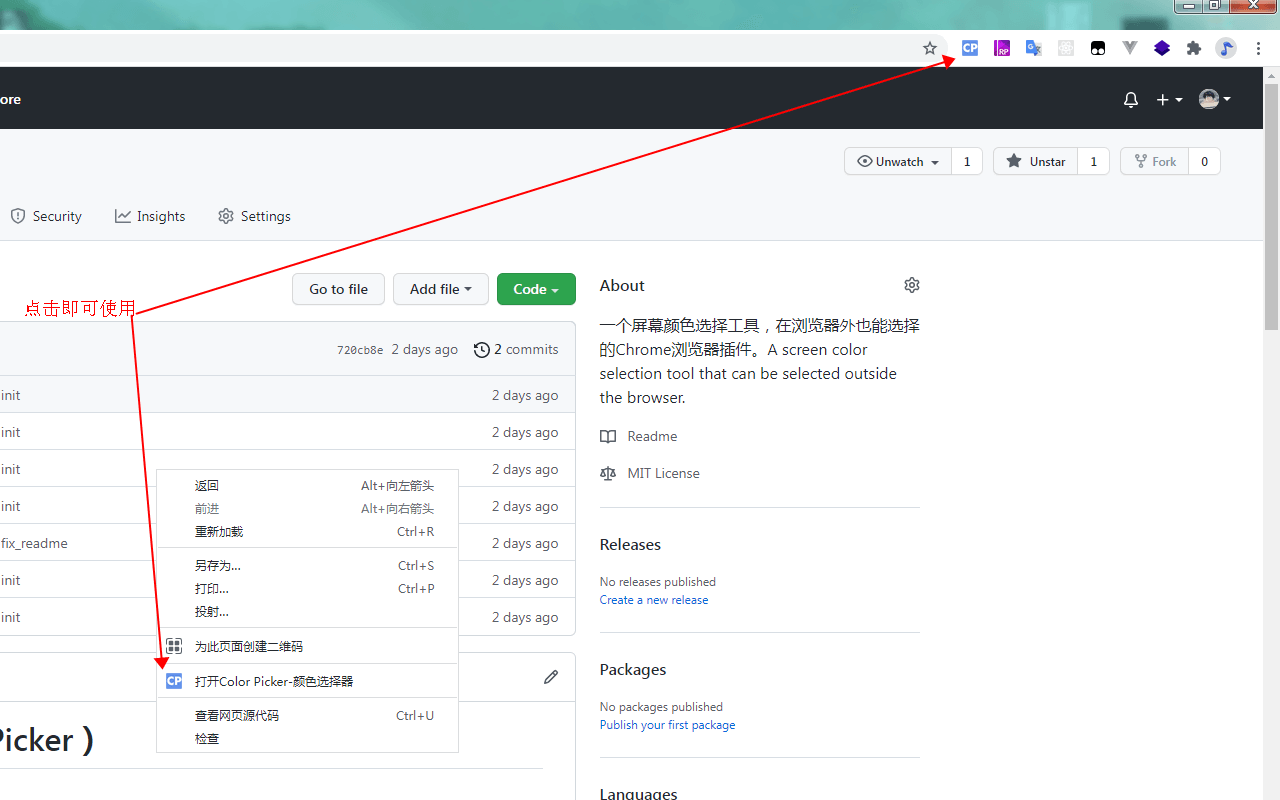 CP
RP
ore
Unwatch 1 Unstar 1 Fork 0
Security Insights Settings
Go to file Add file Code
点击即可使用
720cb8e 2 days ago 2 commits
init 2 days ago
init 2 days ago
init 2 days ago
init 2 days ago
fix_readme 2 days ago
init 2 days ago
init 2 days ago
返回 Alt+向左箭头
前进 Alt+向右箭头
重新加载 Ctrl+R
另存为... Ctrl+S
打印... Ctrl+P
投射...
为此页面创建二维码
CP 打开Color Picker-颜色选择器
查看网页源代码 Ctrl+U
检查
Picker）
About
一个屏幕颜色选择工具，在浏览器外也能选择
的Chrome浏览器插件。A screen color
selection tool that can be selected outside
the browser.
Readme
MIT License
Releases
No releases published
Create a new release
Packages
No packages published
Publish your first package
Languages